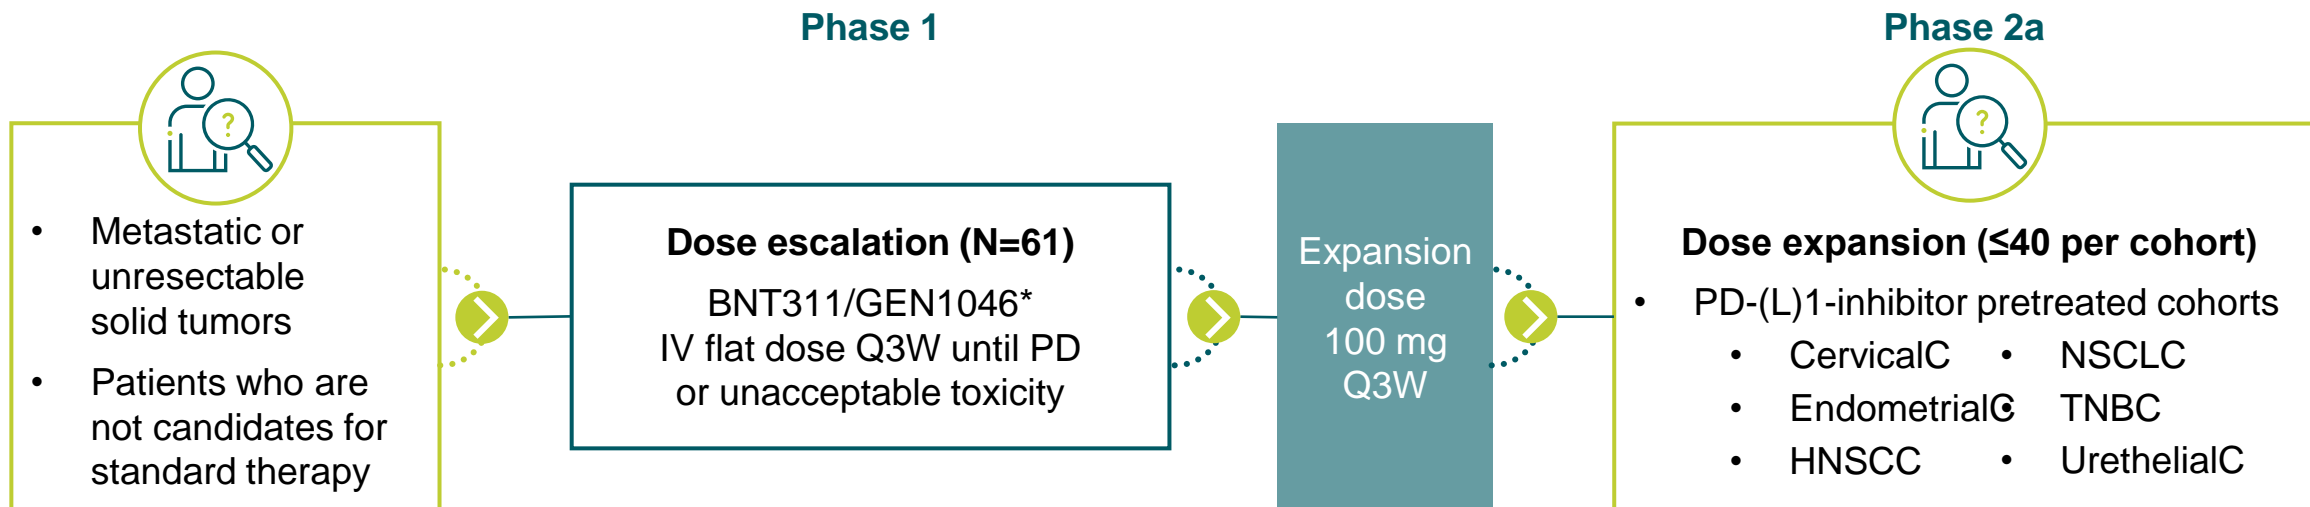 Phase 1
Phase 2a
• Metastatic or
unresectable
solid tumors
• Patients who are
not candidates for
standard therapy
Dose escalation (N=61)
BNT311/GEN1046*
IV flat dose Q3W until PD
or unacceptable toxicity
Expansion
dose
100 mg
Q3W
Dose expansion (≤40 per cohort)
• PD-(L)1-inhibitor pretreated cohorts
• CervicalC
• EndometrialC
• HNSCC
• NSCLC
• TNBC
• UrethelialC